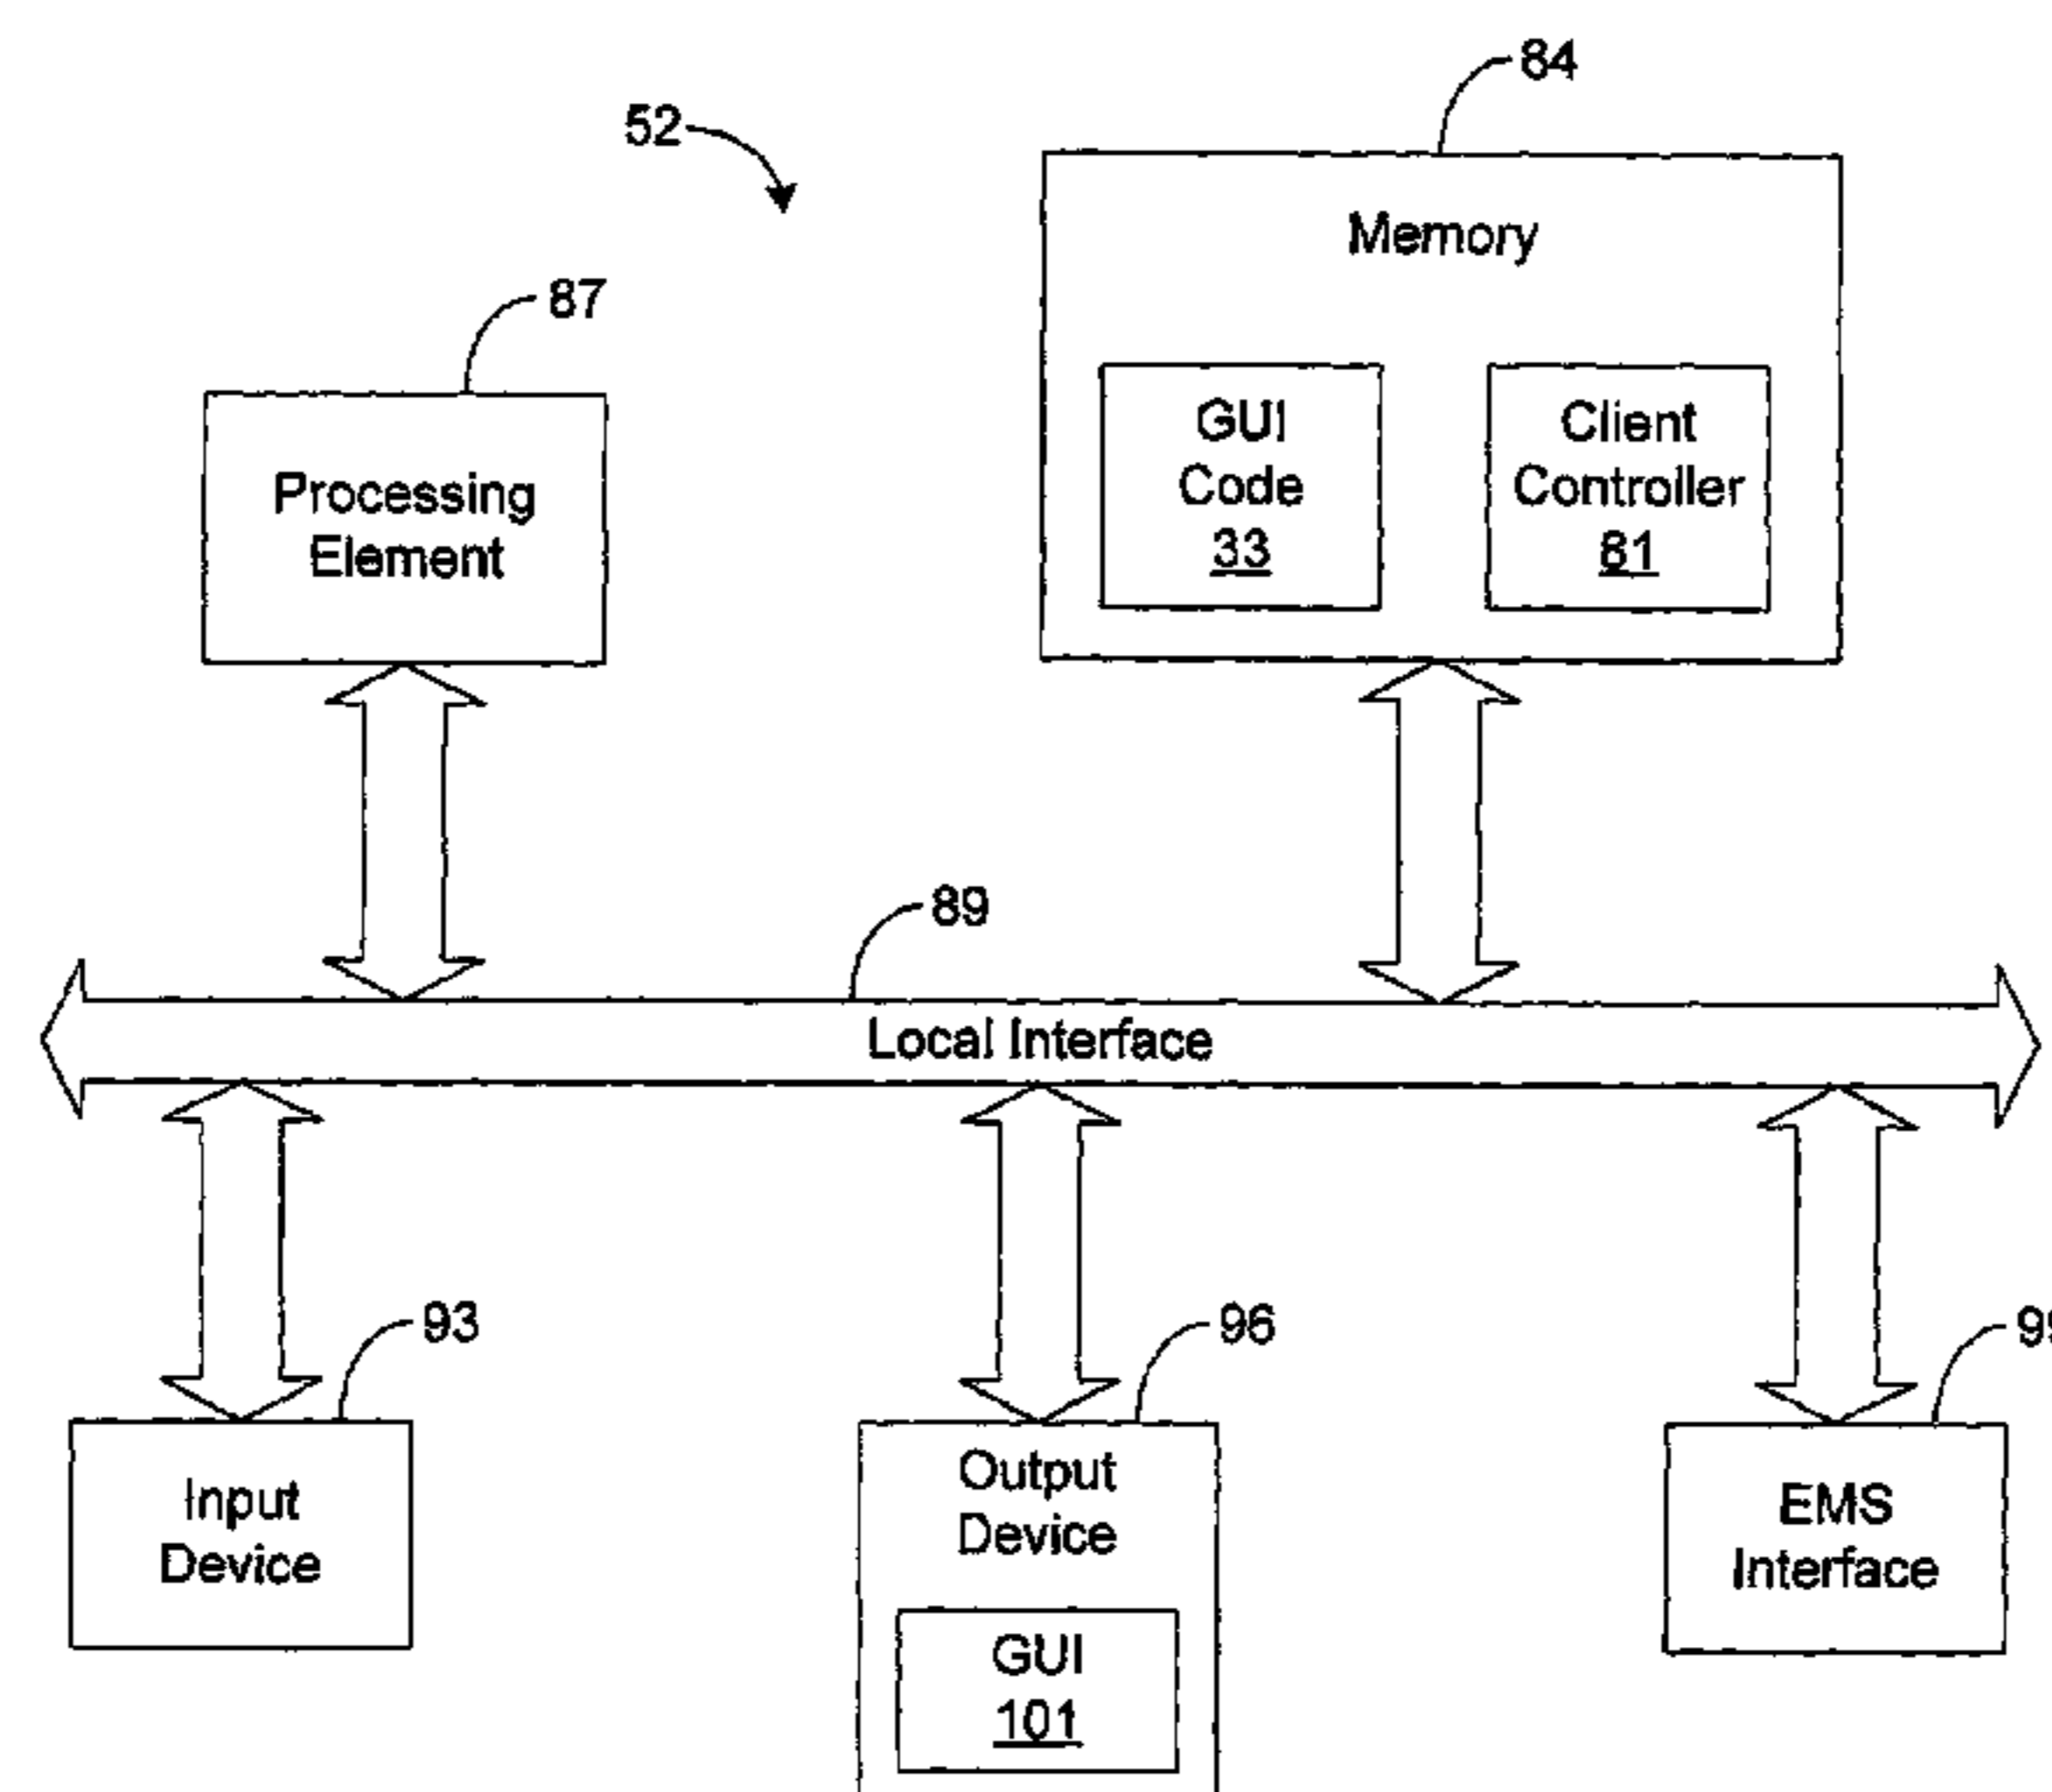 84
52
Memory
87
GUI
Code
33
Client
Controller
81
Processing
Element
89
Local Interface
93
96
Input
Device
Output
Device
EMS
Interface
GUI
101